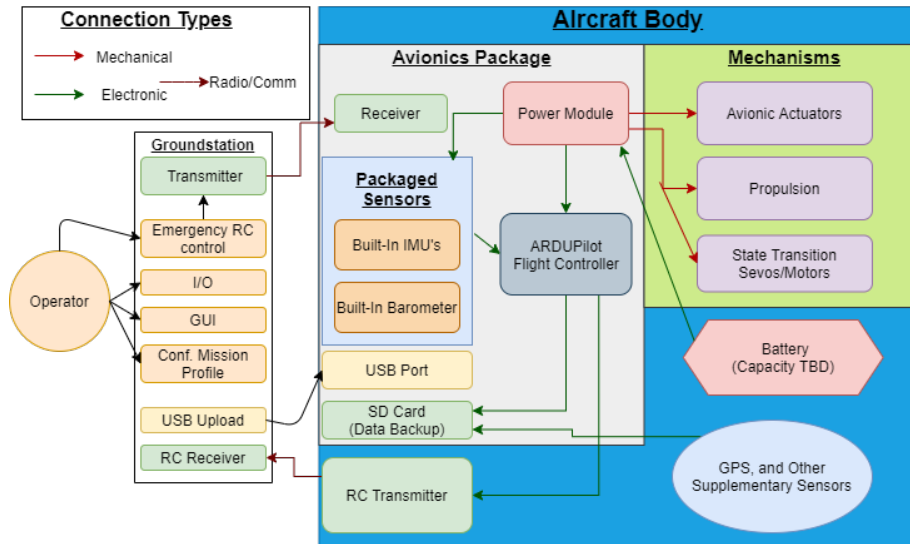 Connection Types
Mechanical
Radio/Comm
Electronic
AIrcraft Body
Avionics Package
Mechanisms
Receiver
Power Module
Avionic Actuators
Groundstation
Transmitter
Packaged
Sensors
Propulsion
Emergency RC
control
Built-In IMU's
ARDUPilot
Flight Controller
State Transition
Sevos/Motors
Operator
I/O
GUI
Built-In Barometer
Conf. Mission
Profile
USB Port
Battery
(Capacity TBD)
USB Upload
SD Card
(Data Backup)
RC Receiver
RC Transmitter
GPS, and Other
Supplementary Sensors